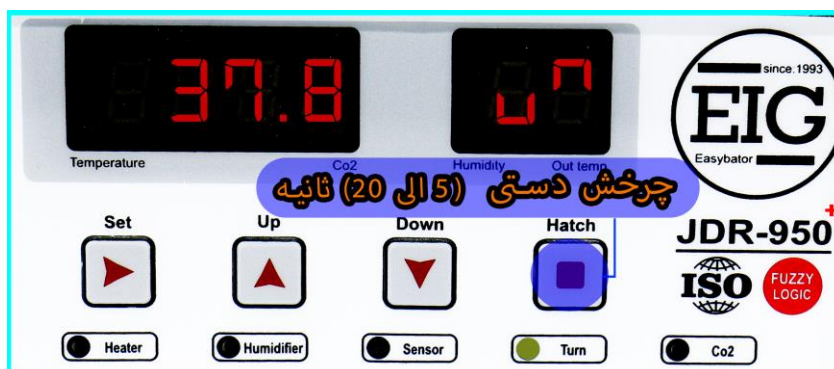 37.8
since.1993
EIG
Easybator
Temperature
Co2
Humidity
Out temp
چرخش دستی (5 الی 20) ثانیه
Set
Up
Down
Hatch
JDR-950
ISO
FUZZY
LOGIC
Heater
Humidifier
Sensor
Turn
Co2